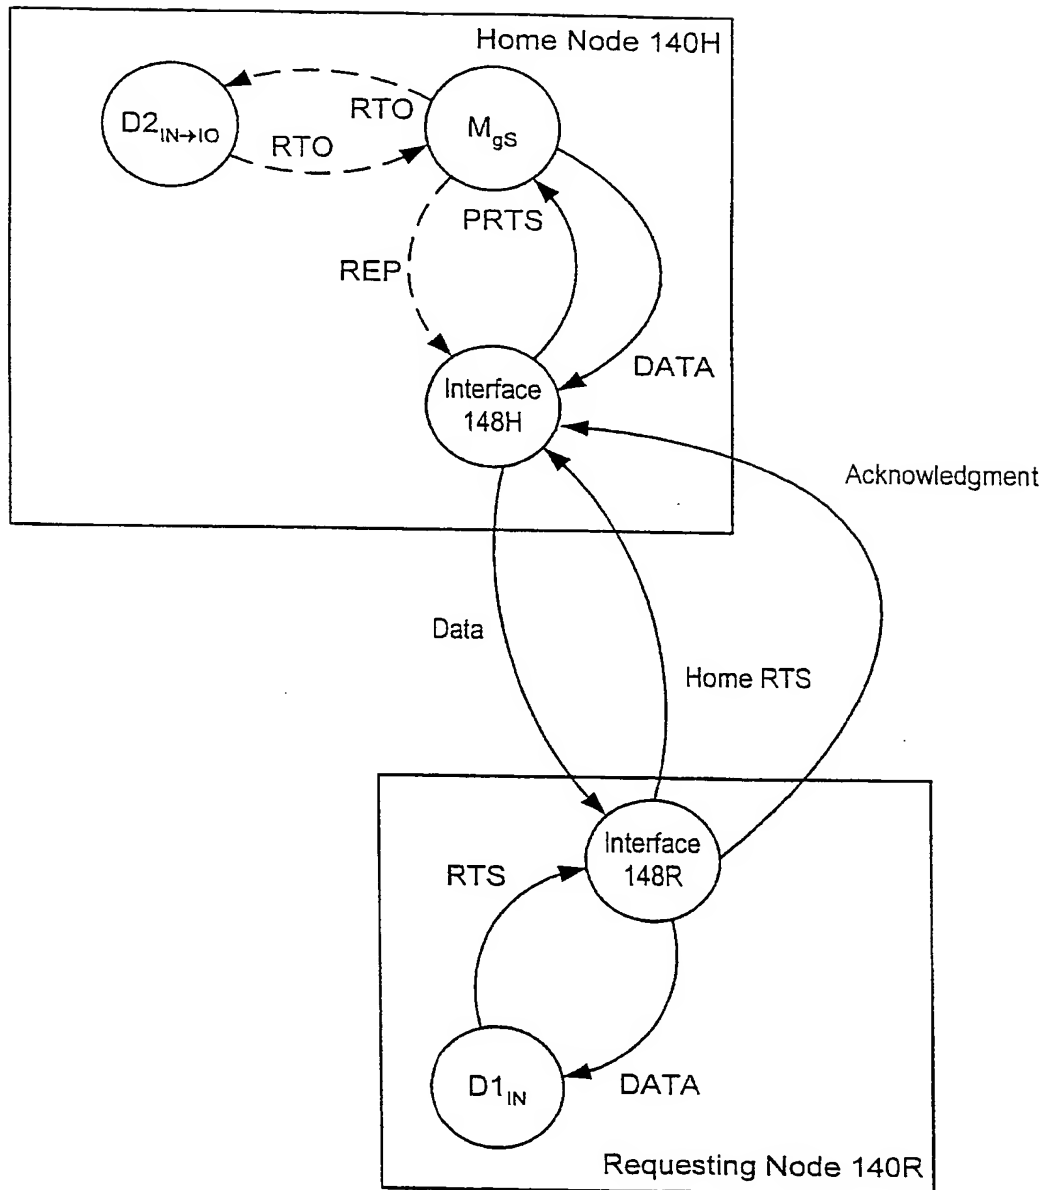 Home Node 140H
D2IN→IO
RTO
RTO
MgS
PRTS
REP
DATA
Interface
148H
Acknowledgment
Data
Home RTS
Interface
148R
RTS
D1IN
DATA
Requesting Node 140R